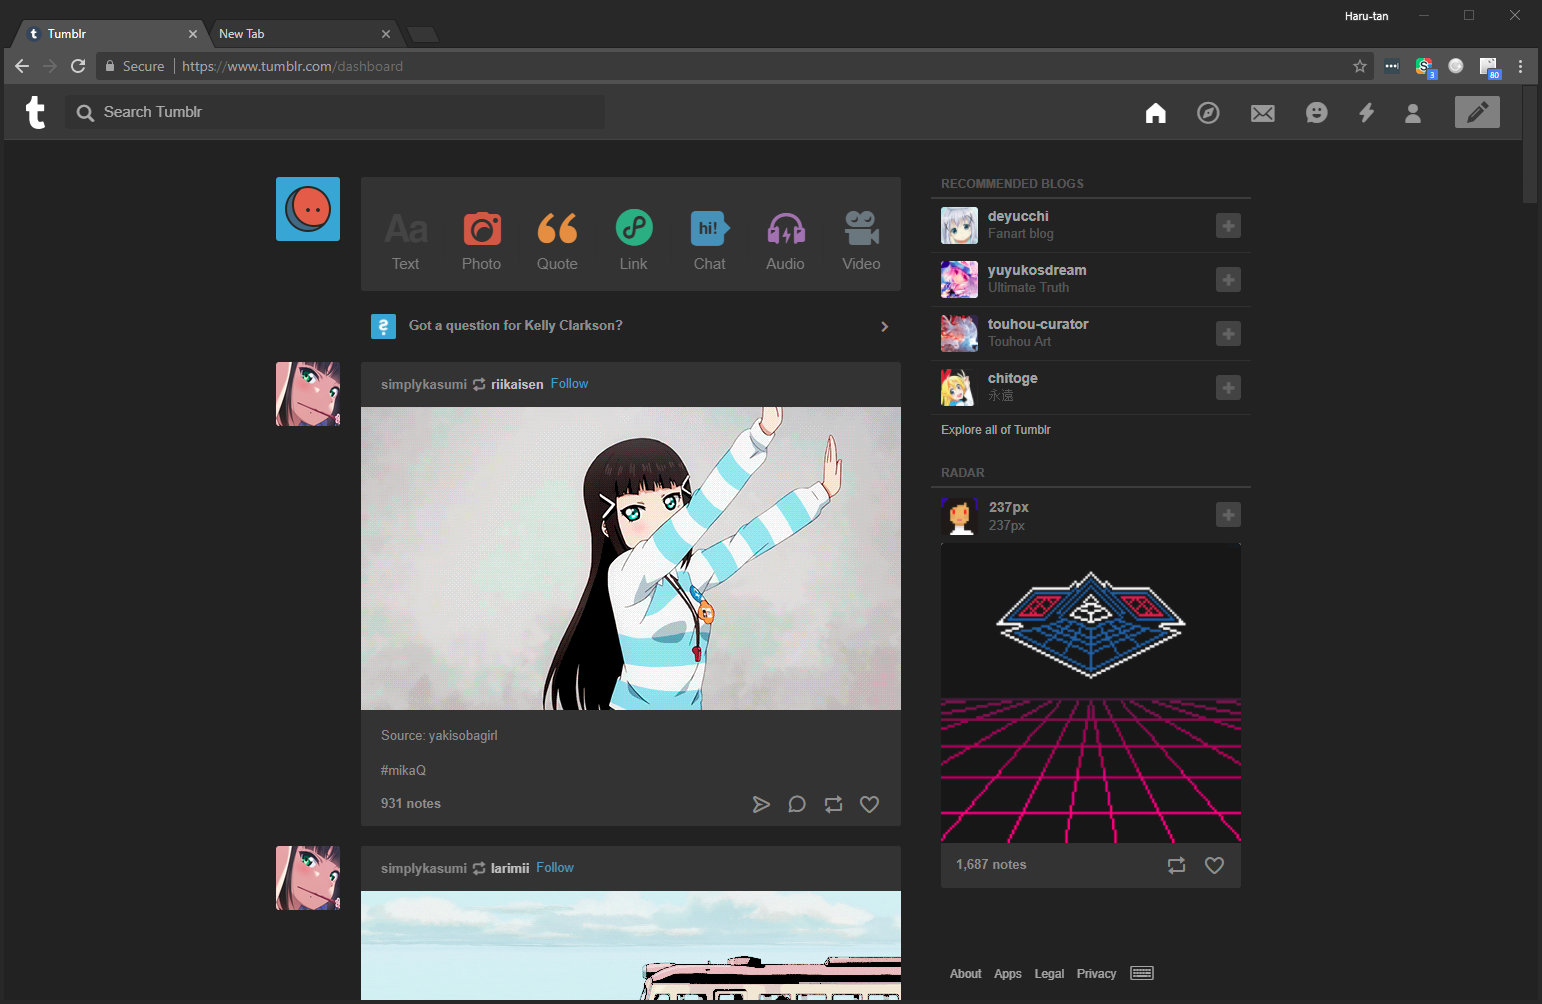 Haru-tan
t Tumblr
New Tab
Secure | https://www.tumblr.com/dashboard
3
80
t
Search Tumblr
Aa
hi!
Text
Photo
Quote
Link
Chat
Audio
Video
? Got a question for Kelly Clarkson?
simplykasumi riikaisen Follow
Source: yakisobagirl
#mikaQ
931 notes
simplykasumi larimii Follow
RECOMMENDED BLOGS
deyucchi
Fanart blog
yuyukosdream
Ultimate Truth
touhou-curator
Touhou Art
chitoge
永遠
Explore all of Tumblr
RADAR
237px
237px
1,687 notes
About Apps Legal Privacy